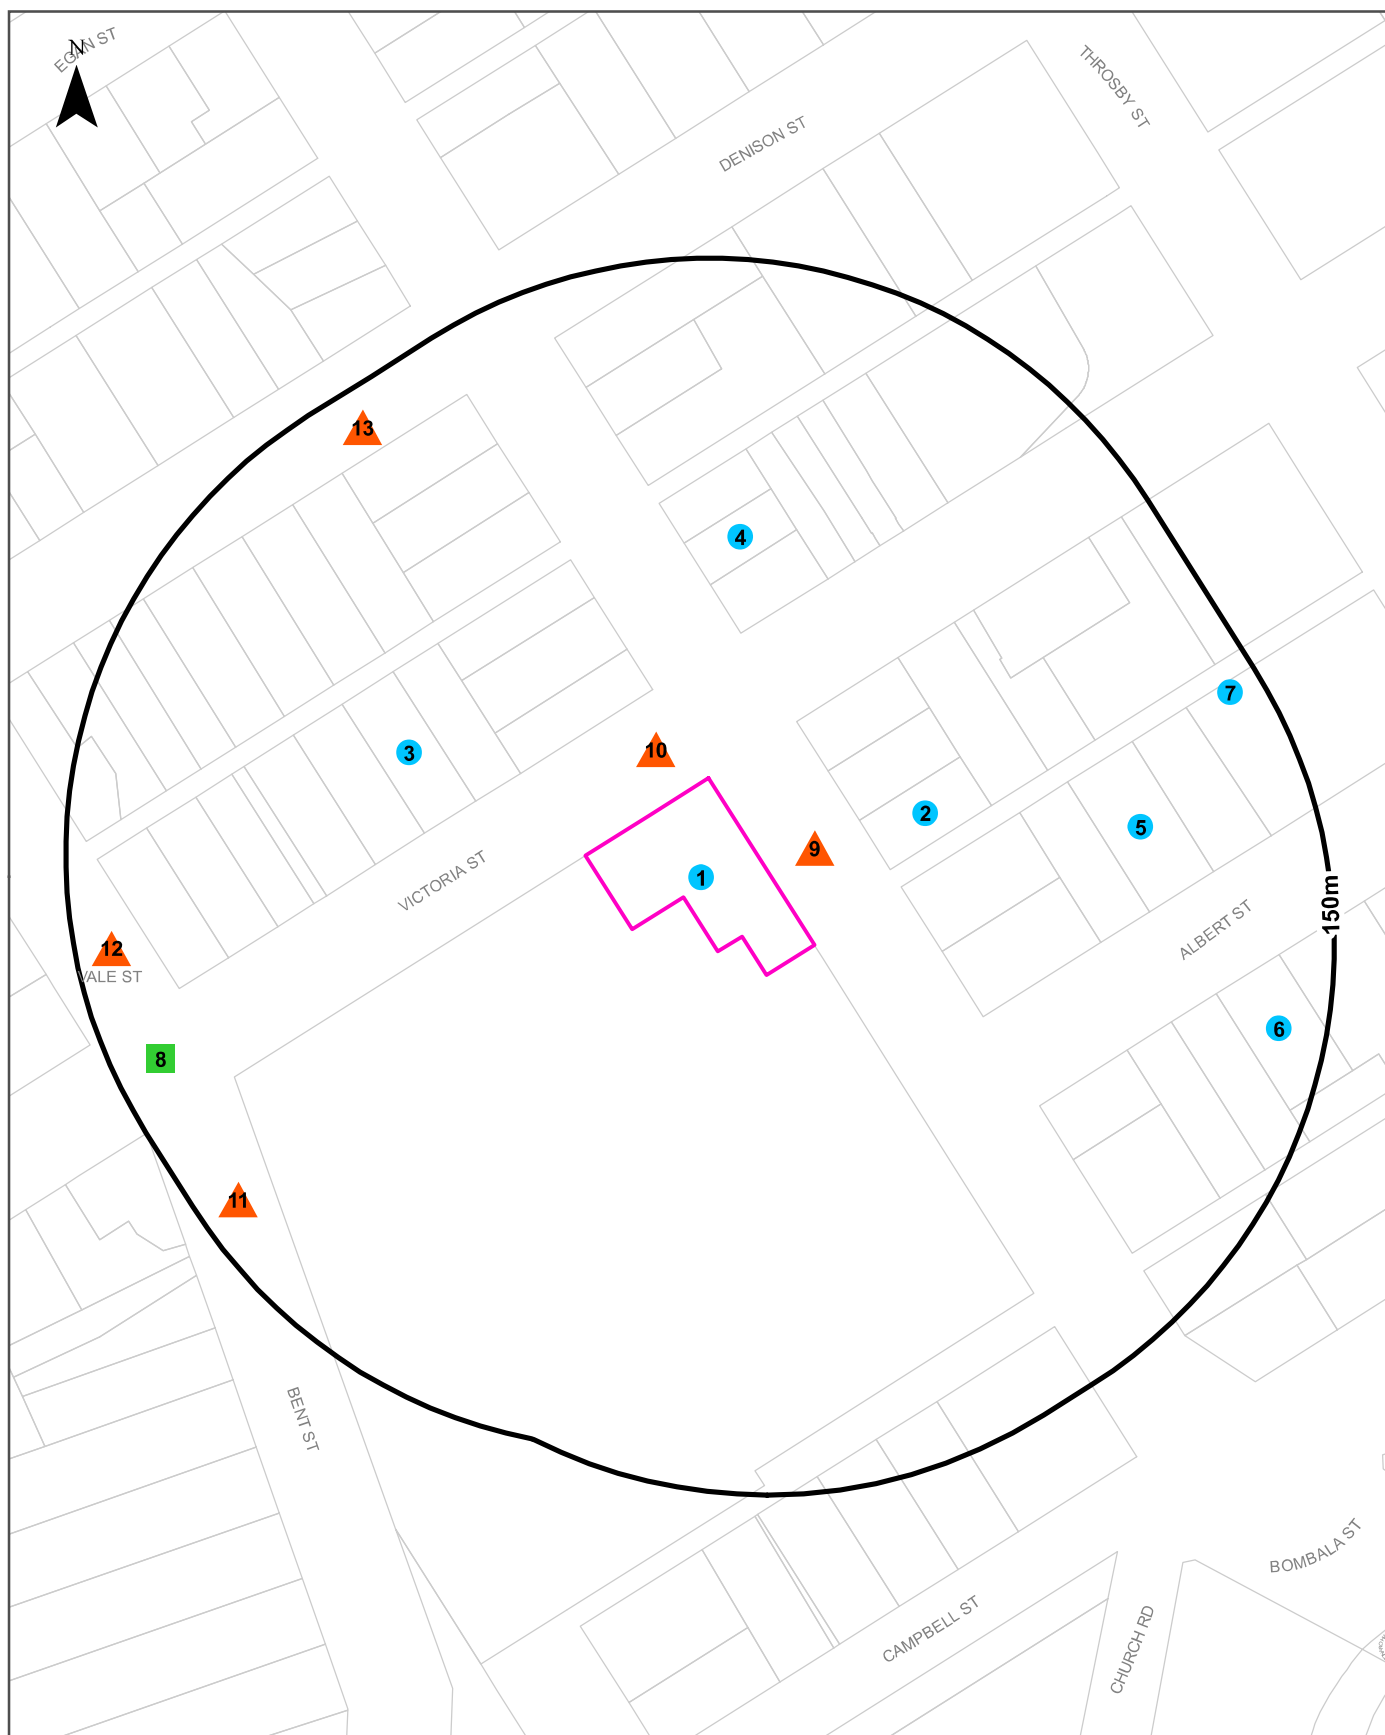 EGAN ST
N
THROSBY ST
DENISON ST
13
4
7
3
10
2
5
9
1
VICTORIA ST
150m
ALBERT ST
12
VALE ST
6
8
11
BENT ST
BOMBALA ST
CAMPBELL ST
CHURCH RD